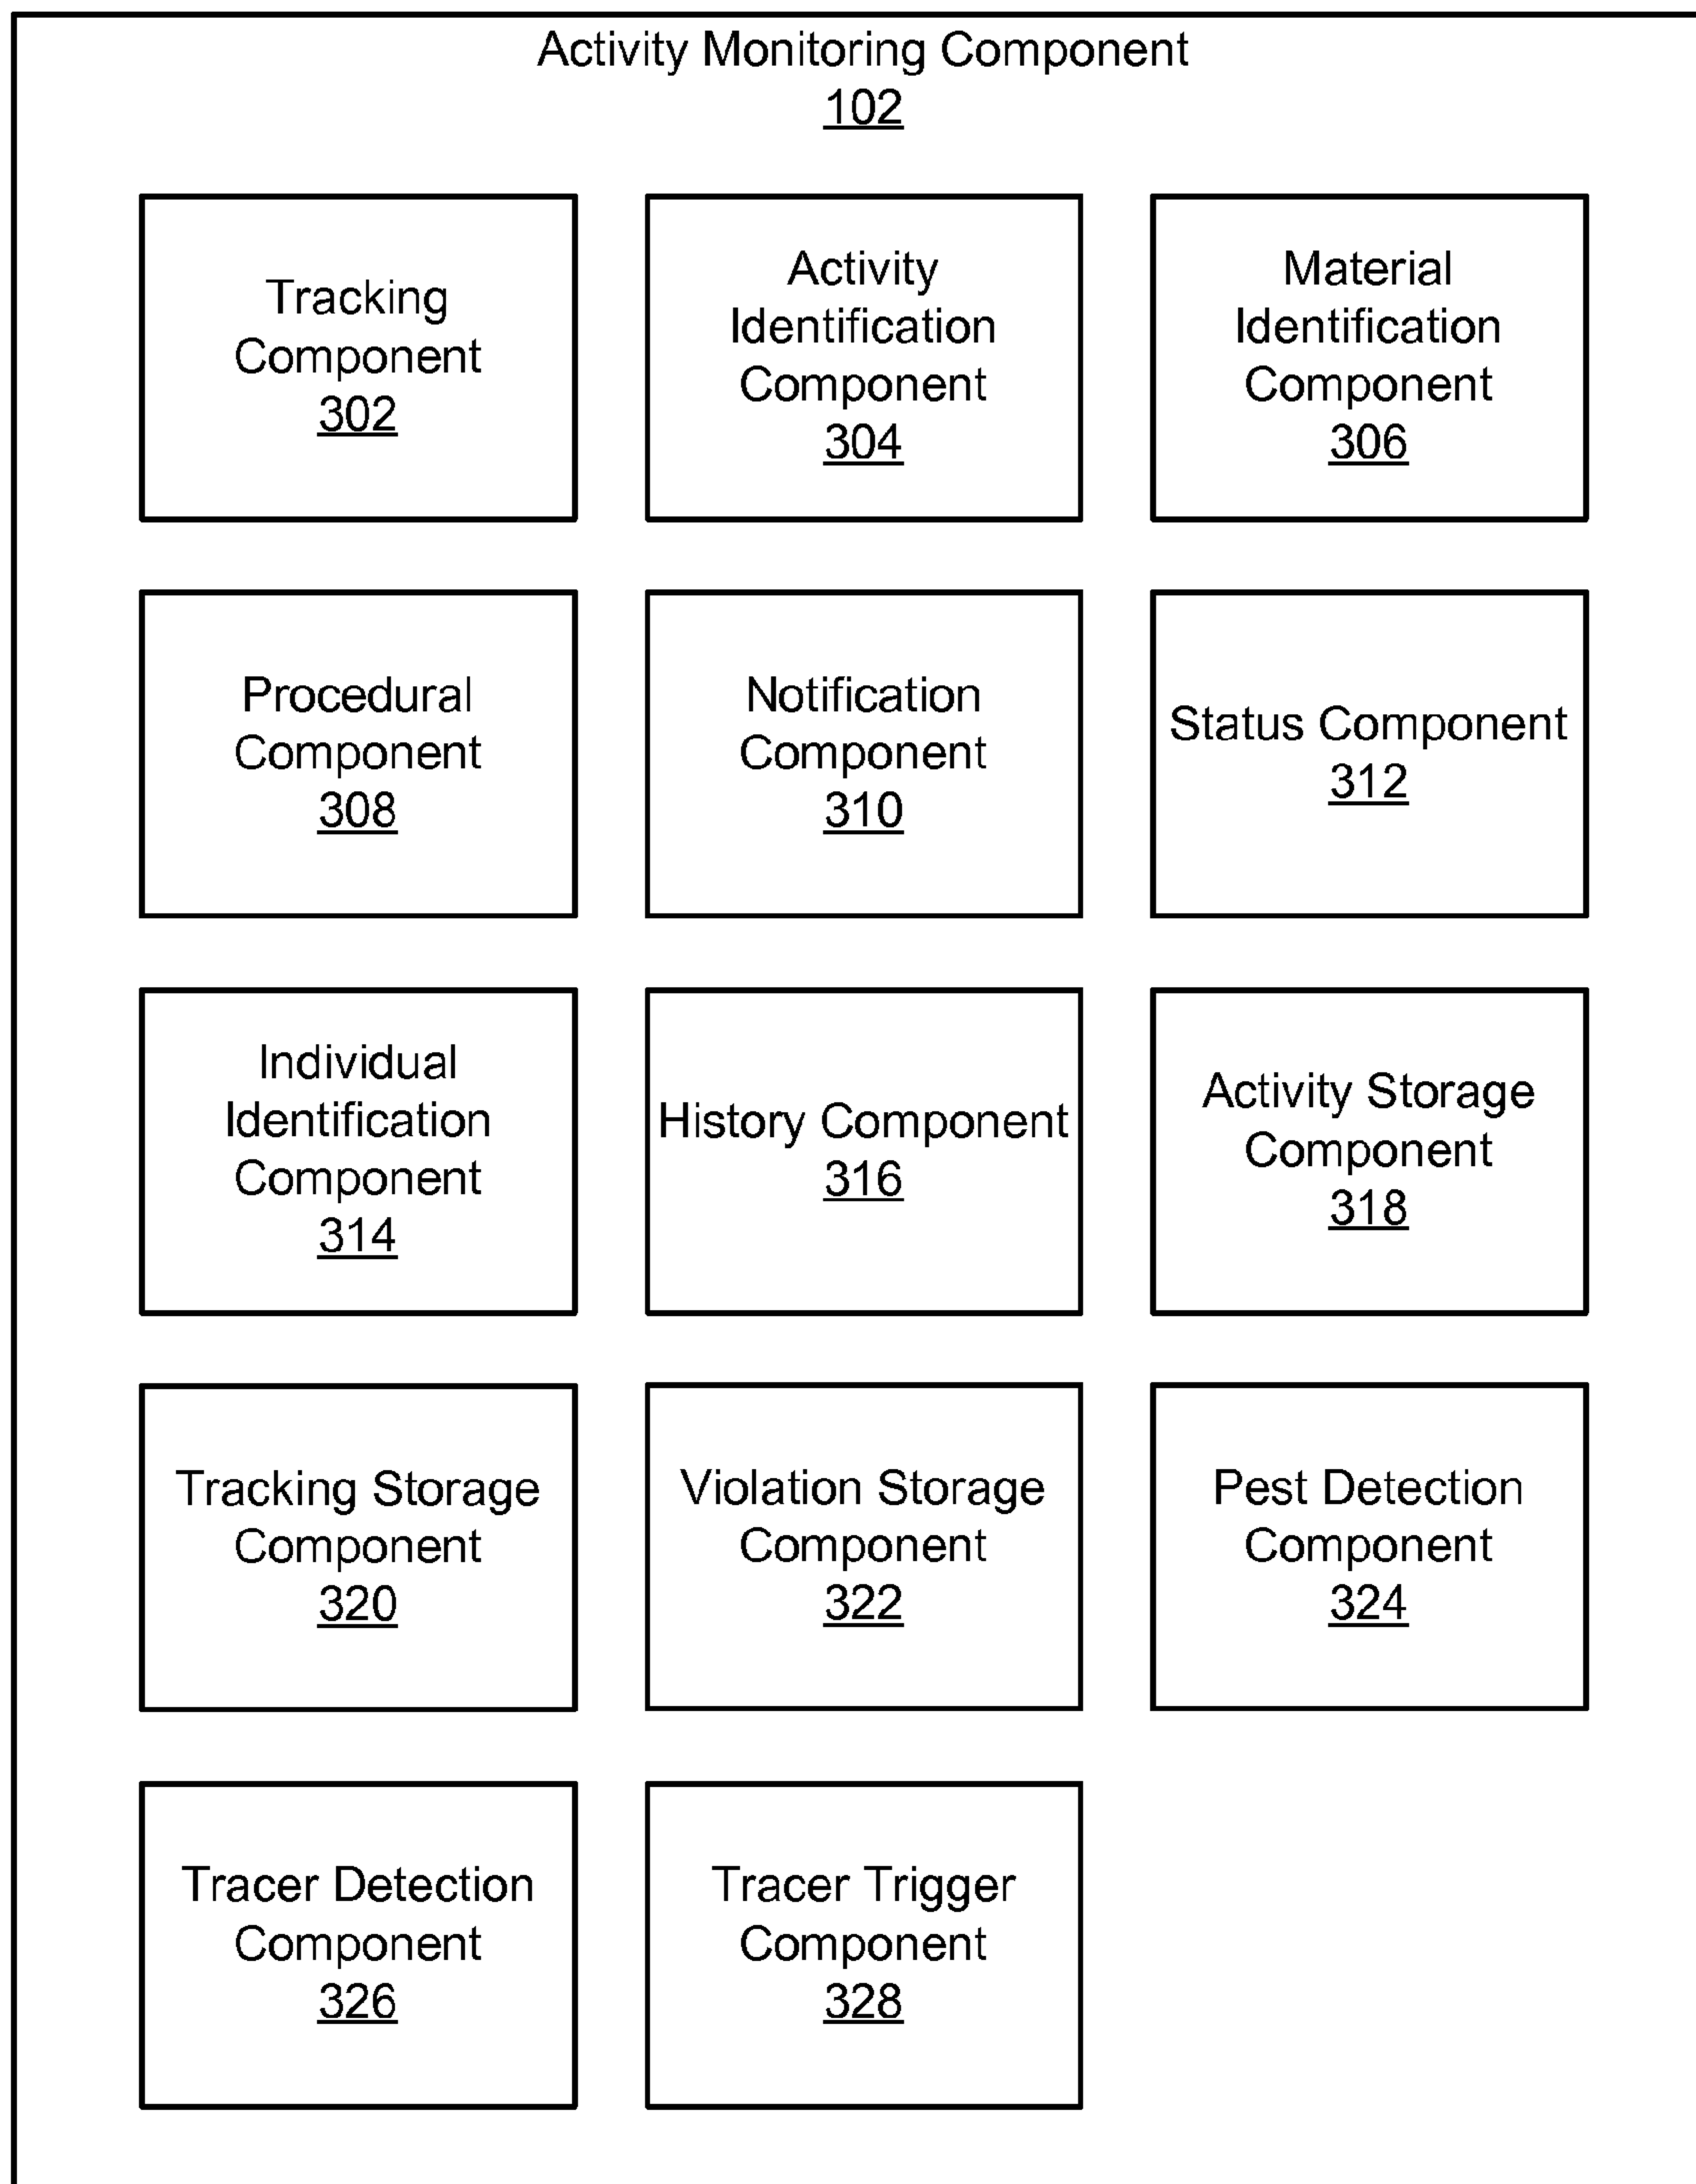 Activity Monitoring Component
102
Tracking
Component
302
Activity
Identification
Component
304
Material
Identification
Component
306
Procedural
Component
308
Notification
Component
310
Status Component
312
Individual
Identification
Component
314
History Component
316
Activity Storage
Component
318
Tracking Storage
Component
320
Violation Storage
Component
322
Pest Detection
Component
324
Tracer Detection
Component
326
Tracer Trigger
Component
328